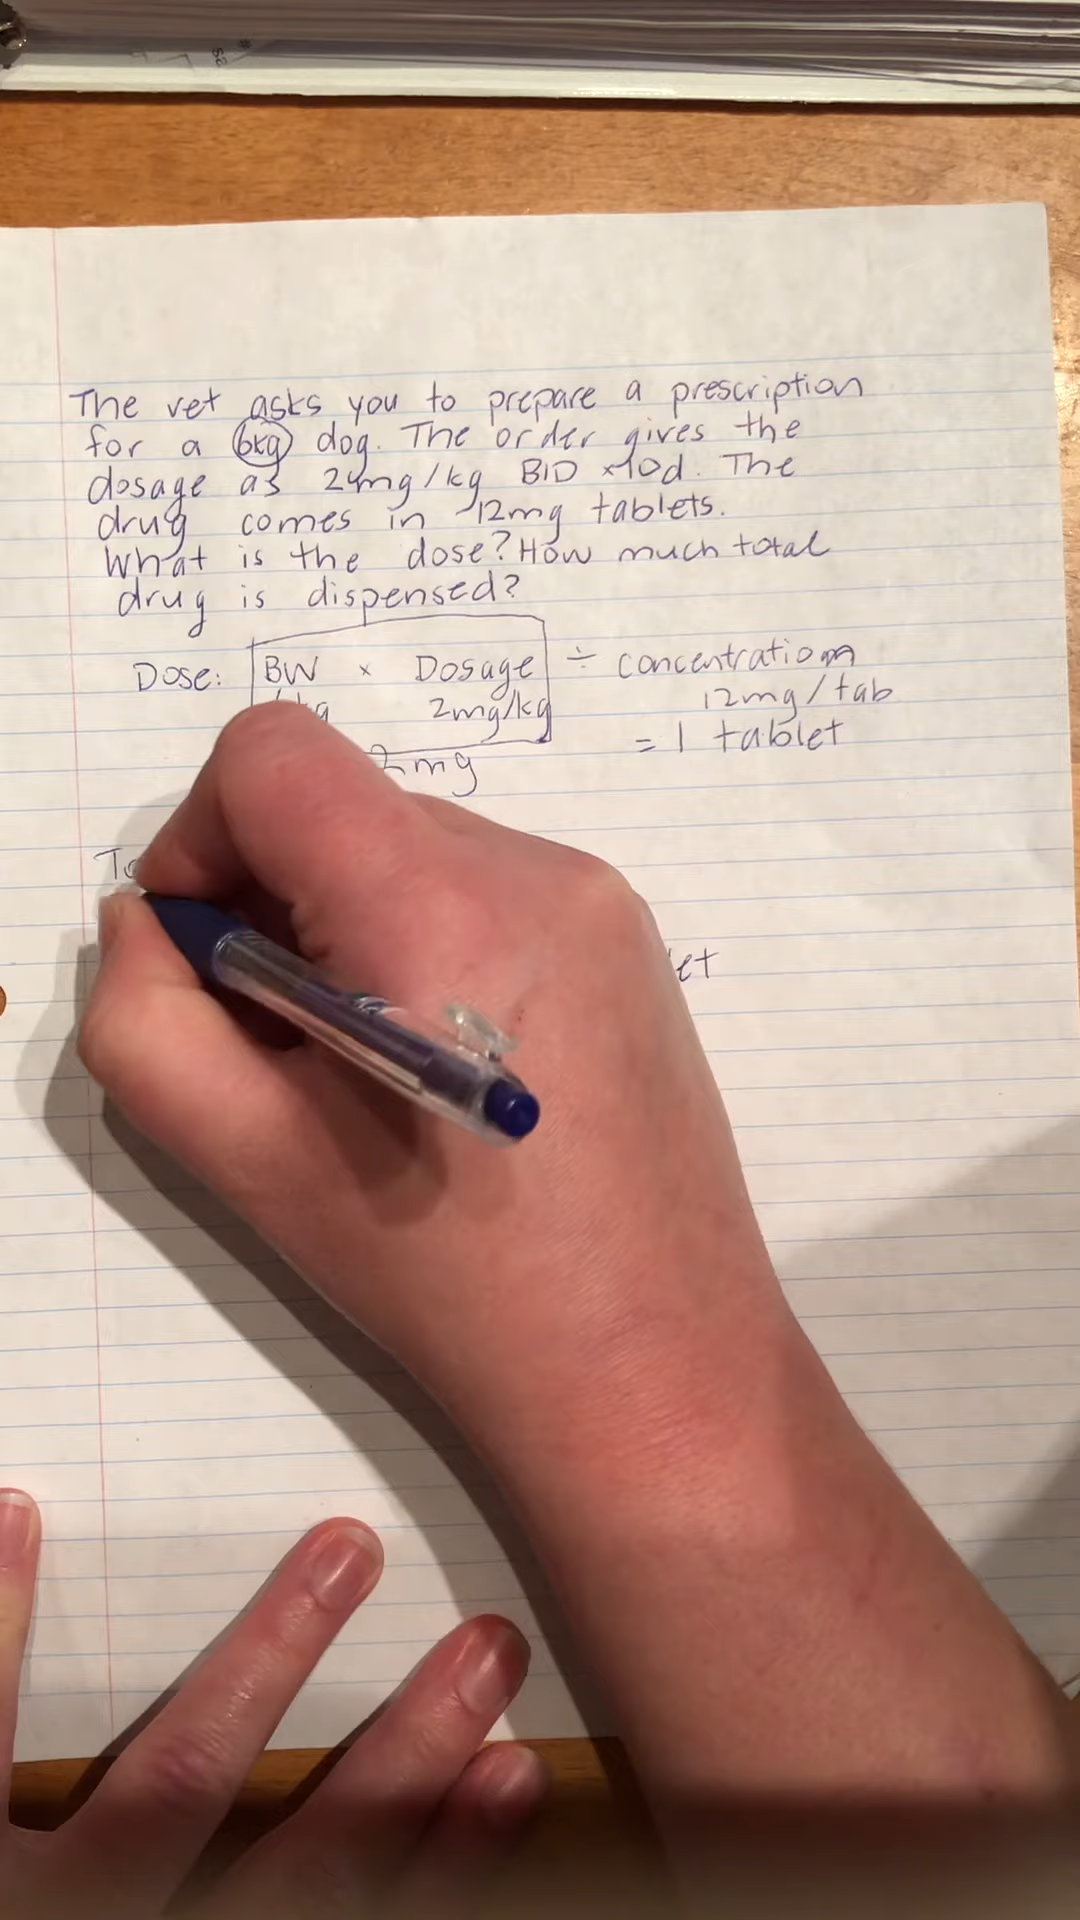 The vet asks you to prepare a prescription
for a 6kg dog. The order gives the
dosage as 2mg/kg BID x10d. The
drug comes in 12mg tablets.
What is the dose? How much total
drug is dispensed?
Dose: BW x Dosage ÷ concentration
2mg/kg 12mg/tab
= 1 tablet
mg